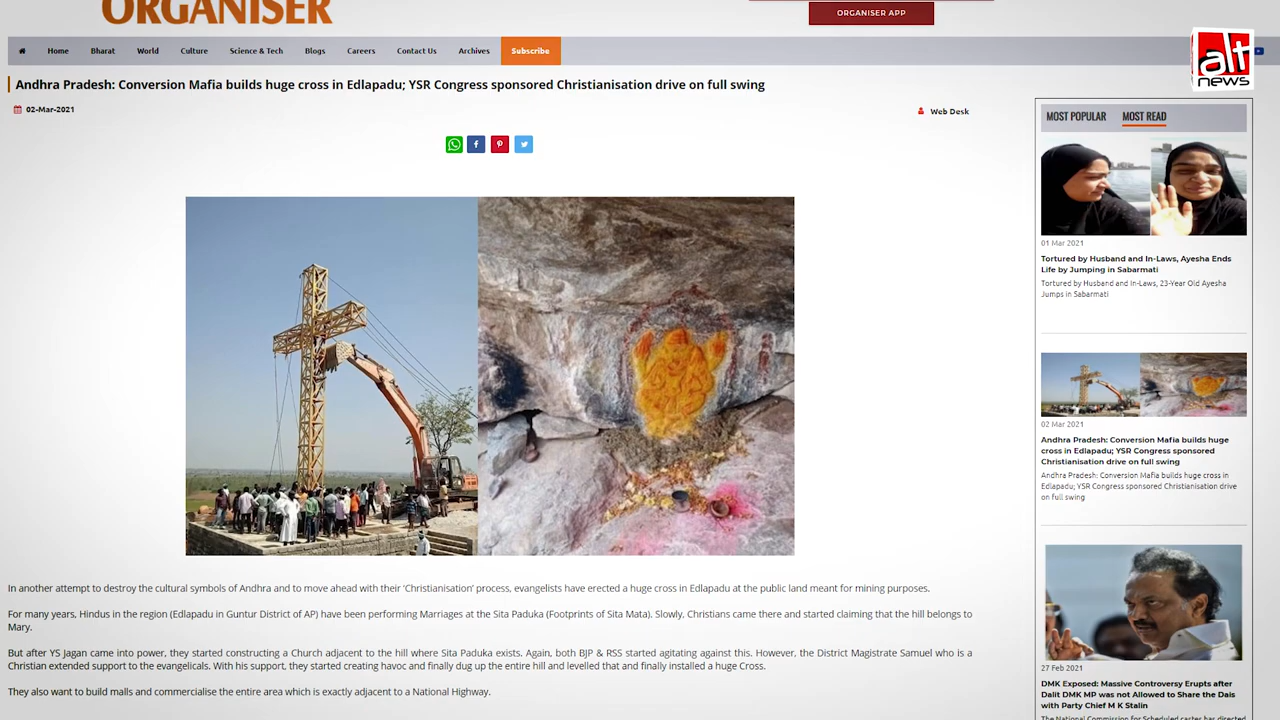 ORGANISER
ORGANISER APP
Home Bharat World Culture Science & Tech Blogs Careers Contact Us Archives Subscribe
alt
news
Andhra Pradesh: Conversion Mafia builds huge cross in Edlapadu; YSR Congress sponsored Christianisation drive on full swing
02-Mar-2021
Web Desk
In another attempt to destroy the cultural symbols of Andhra and to move ahead with their ‘Christianisation’ process, evangelists have erected a huge cross in Edlapadu at the public land meant for mining purposes.
For many years, Hindus in the region (Edlapadu in Guntur District of AP) have been performing Marriages at the Sita Paduka (Footprints of Sita Mata). Slowly, Christians came there and started claiming that the hill belongs to
Mary.
But after YS Jagan came into power, they started constructing a Church adjacent to the hill where Sita Paduka exists. Again, both BJP & RSS started agitating against this. However, the District Magistrate Samuel who is a
Christian extended support to the evangelicals. With his support, they started creating havoc and finally dug up the entire hill and levelled that and finally installed a huge Cross.
They also want to build malls and commercialise the entire area which is exactly adjacent to a National Highway.
MOST POPULAR MOST READ
01 Mar 2021
Tortured by Husband and In-Laws, Ayesha Ends
Life by Jumping in Sabarmati
Tortured by Husband and In-Laws, 23-Year Old Ayesha
Jumps in Sabarmati
02 Mar 2021
Andhra Pradesh: Conversion Mafia builds huge
cross in Edlapadu; YSR Congress sponsored
Christianisation drive on full swing
Andhra Pradesh: Conversion Mafia builds huge cross in
Edlapadu; YSR Congress sponsored Christianisation drive
on full swing
27 Feb 2021
DMK Exposed: Massive Controversy Erupts after
Dalit DMK MP was not Allowed to Share the Dais
with Party Chief M K Stalin
The National Commission for Scheduled castes has directed